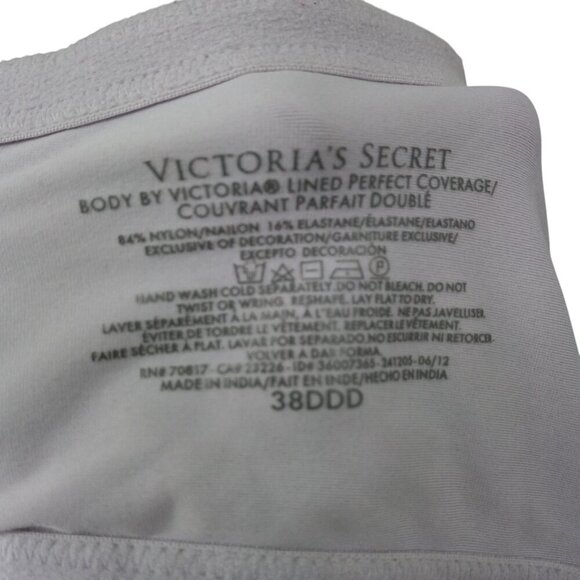 VICTORIA'S SECRET
BODY BY VICTORIA® LINED PERFECT COVERAGE/
COUVRANT PARFAIT DOUBLÉ
84% NYLON/NAILON 16% ELASTANE/ÉLASTANE/ELASTANO
EXCLUSIVE OF DECORATION/GARNITURE EXCLUSIVE/
EXCEPTO DECORACIÓN
HAND WASH COLD SEPARATELY. DO NOT BLEACH. DO NOT
TWIST OR WRING. RESHAPE. LAY FLAT TO DRY.
LAVER SÉPARÉMENT À LA MAIN, À L'EAU FROIDE. NE PAS JAVELLISER.
ÉVITER DE TORDRE LE VÊTEMENT. REPLACER LE VÊTEMENT.
FAIRE SÉCHER À PLAT. LAVAR POR SEPARADO. NO ESCURRIR NI RETORCER.
VOLVER A DAR FORMA.
RN# 70817 - CA# 23226 - ID# 36007365 - 241205 - 06/12
MADE IN INDIA/FAIT EN INDE/HECHO EN INDIA
38DDD